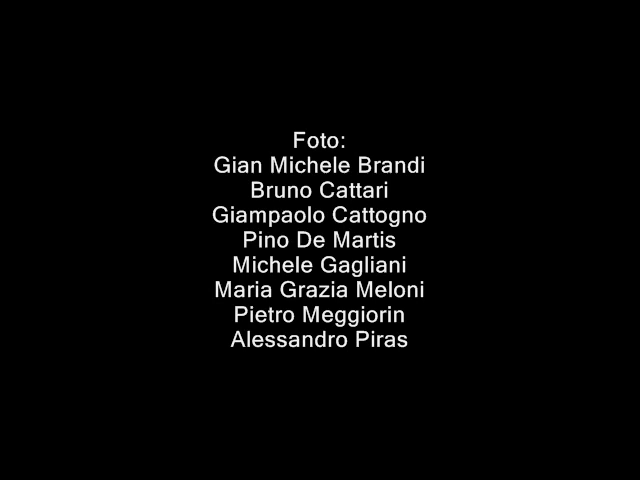 Foto:
Gian Michele Brandi
Bruno Cattari
Giampaolo Cattogno
Pino De Martis
Michele Gagliani
Maria Grazia Meloni
Pietro Meggiorin
Alessandro Piras